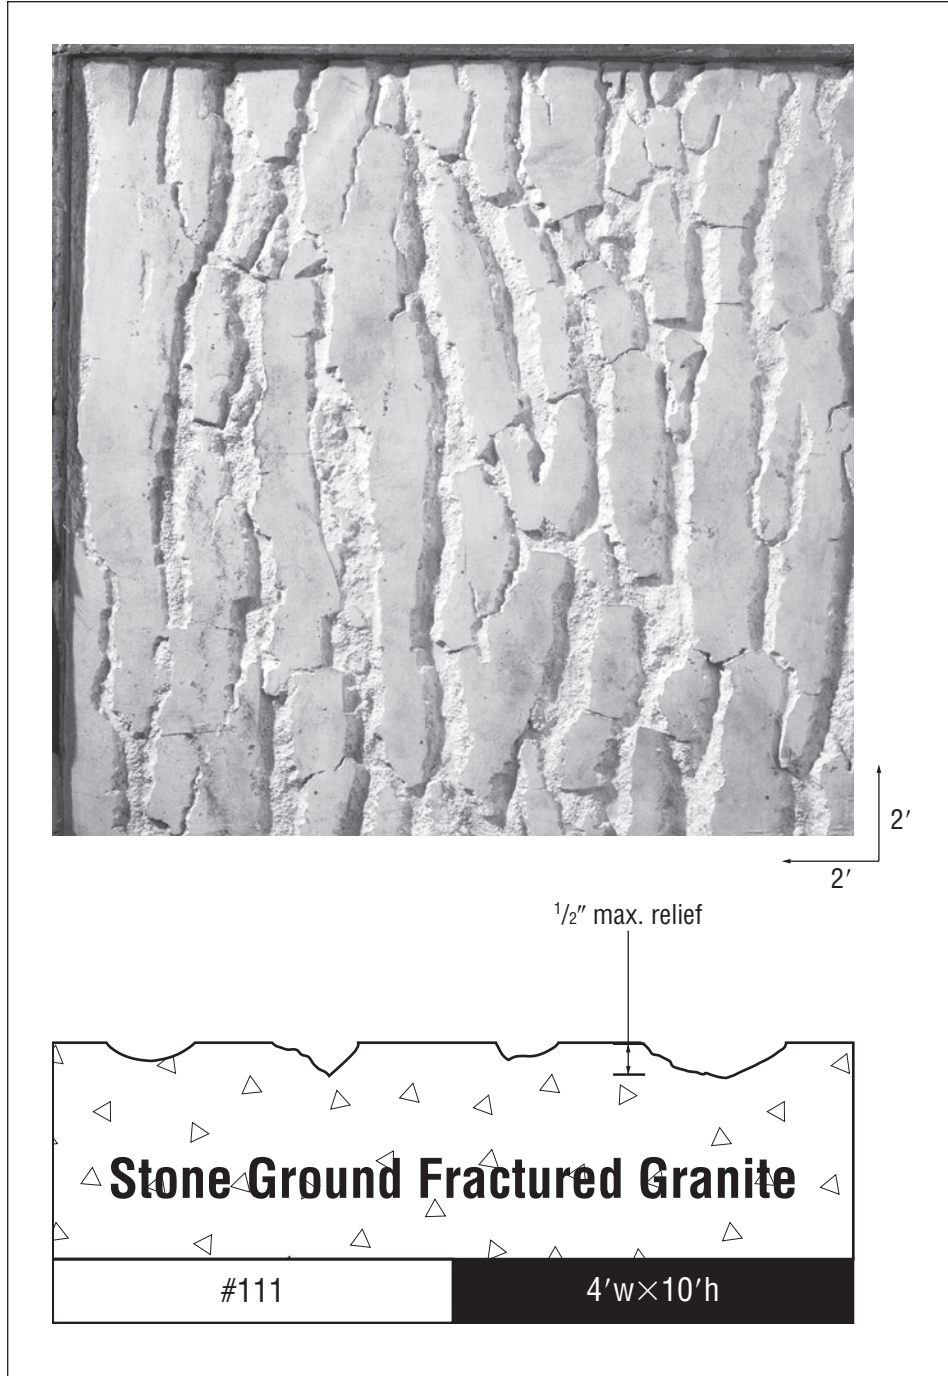 2′
2′
1/2″ max. relief
Stone Ground Fractured Granite
#111
4′w×10′h